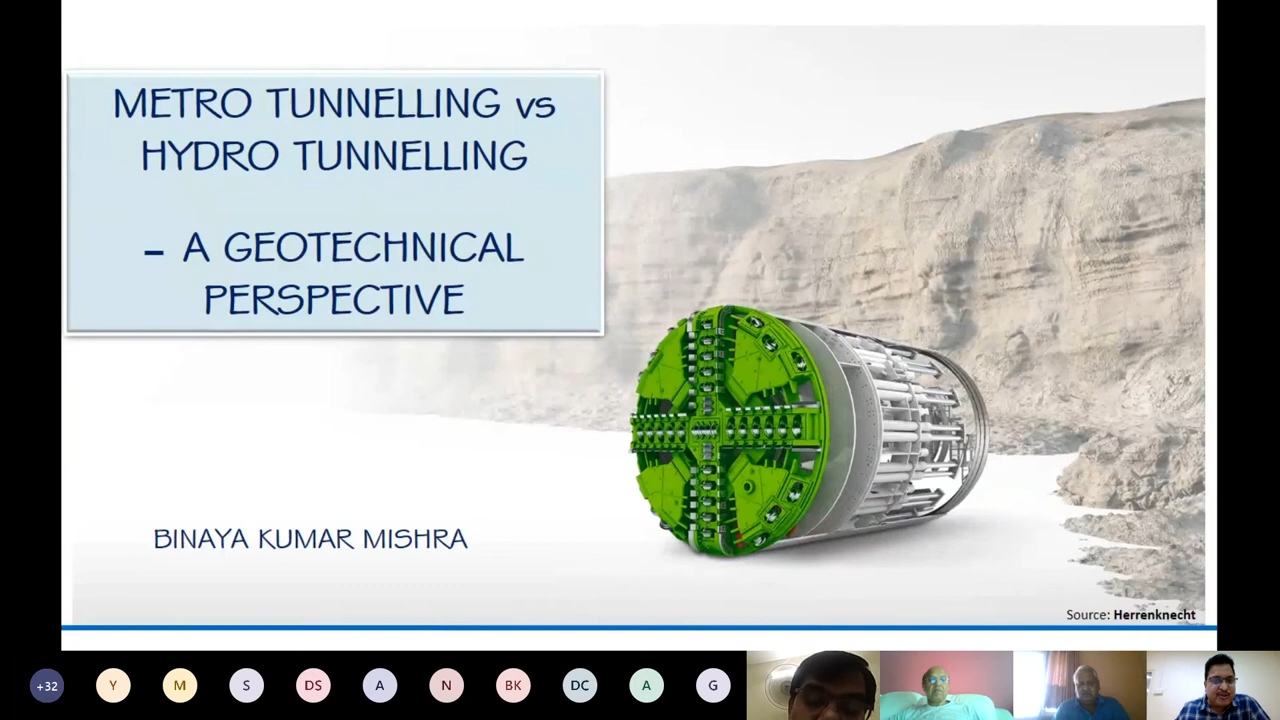 METRO TUNNELLING vs
HYDRO TUNNELLING
– A GEOTECHNICAL
PERSPECTIVE
BINAYA KUMAR MISHRA
Source: Herrenknecht
+32 Y M S DS A N BK DC A G